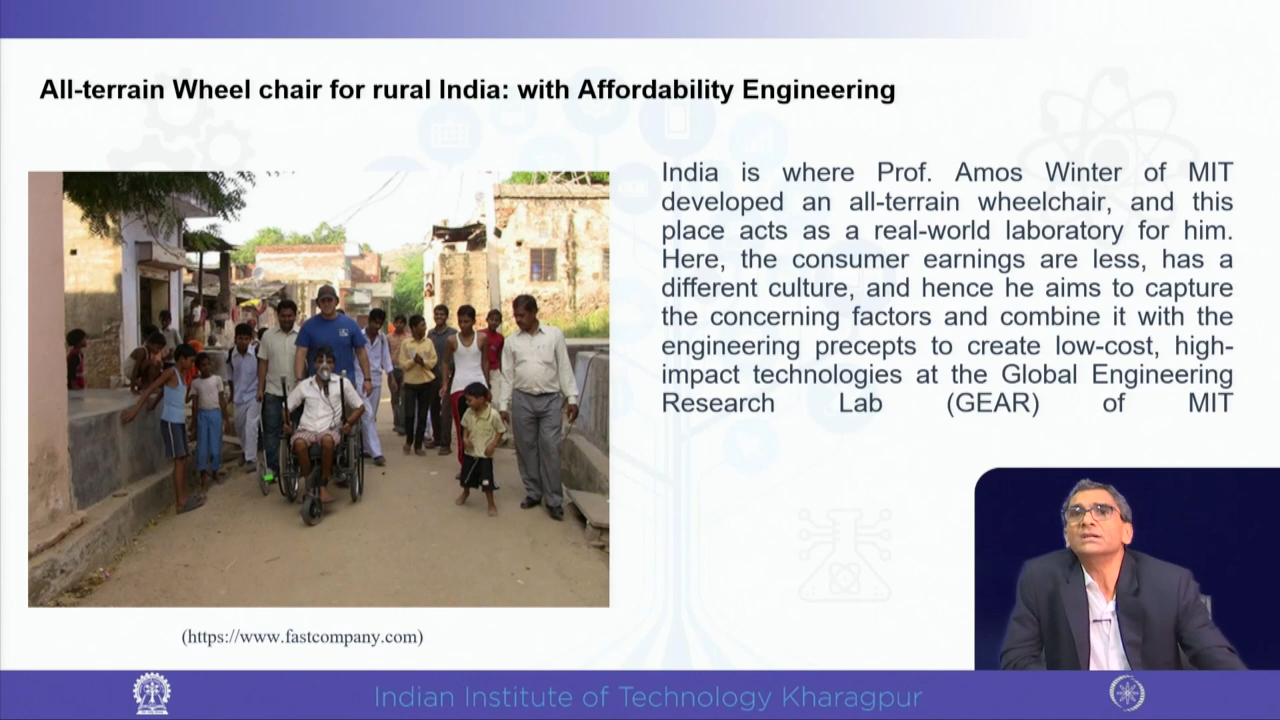 All-terrain Wheel chair for rural India: with Affordability Engineering
India is where Prof. Amos Winter of MIT
developed an all-terrain wheelchair, and this
place acts as a real-world laboratory for him.
Here, the consumer earnings are less, has a
different culture, and hence he aims to capture
the concerning factors and combine it with the
engineering precepts to create low-cost, high-
impact technologies at the Global Engineering
Research Lab (GEAR) of MIT
(https://www.fastcompany.com)
Indian Institute of Technology Kharagpur